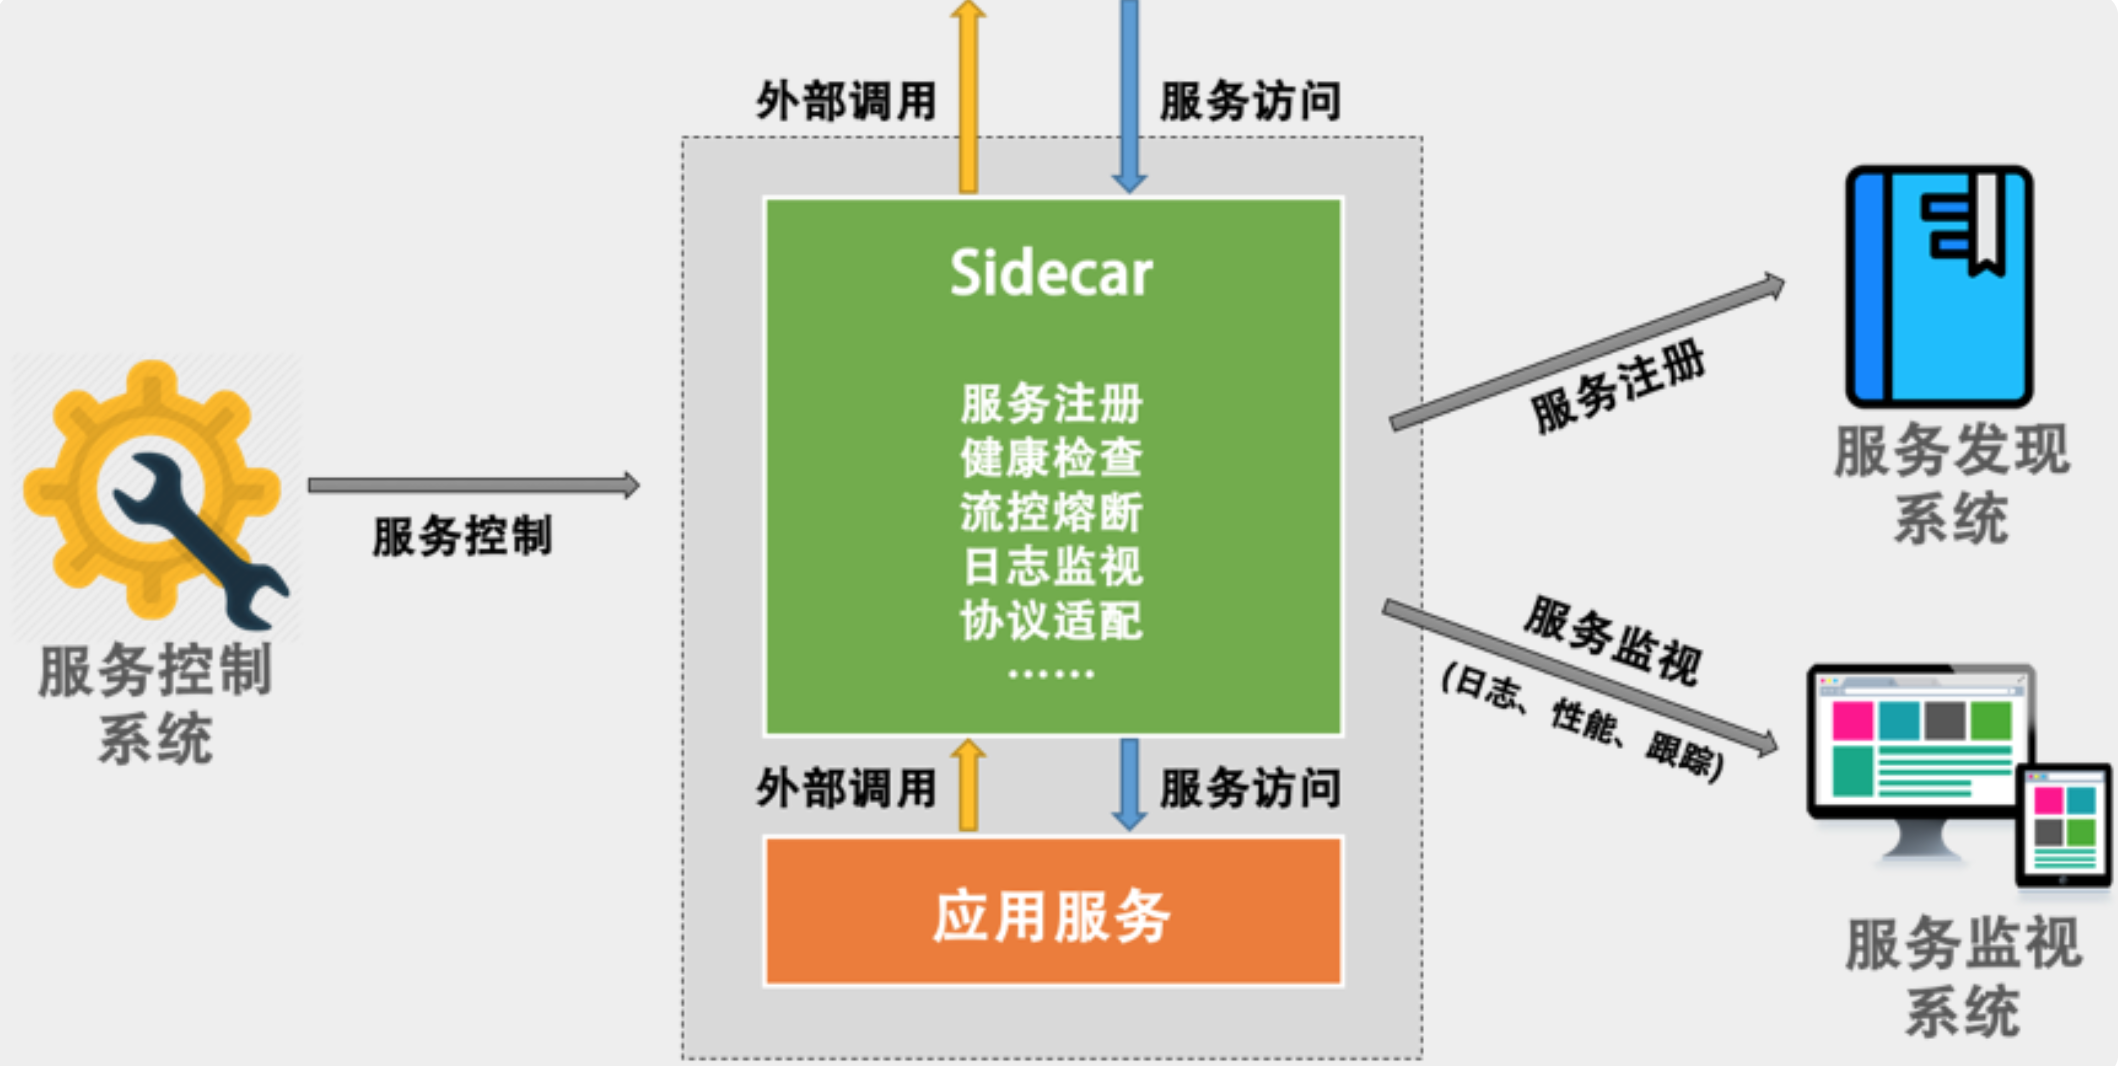 外部调用
服务访问
Sidecar
服务注册
健康检查
流控熔断
日志监视
协议适配
……
外部调用
服务访问
应用服务
服务控制
服务控制
系统
服务注册
服务发现
系统
服务监视
(日志、性能、跟踪)
服务监视
系统